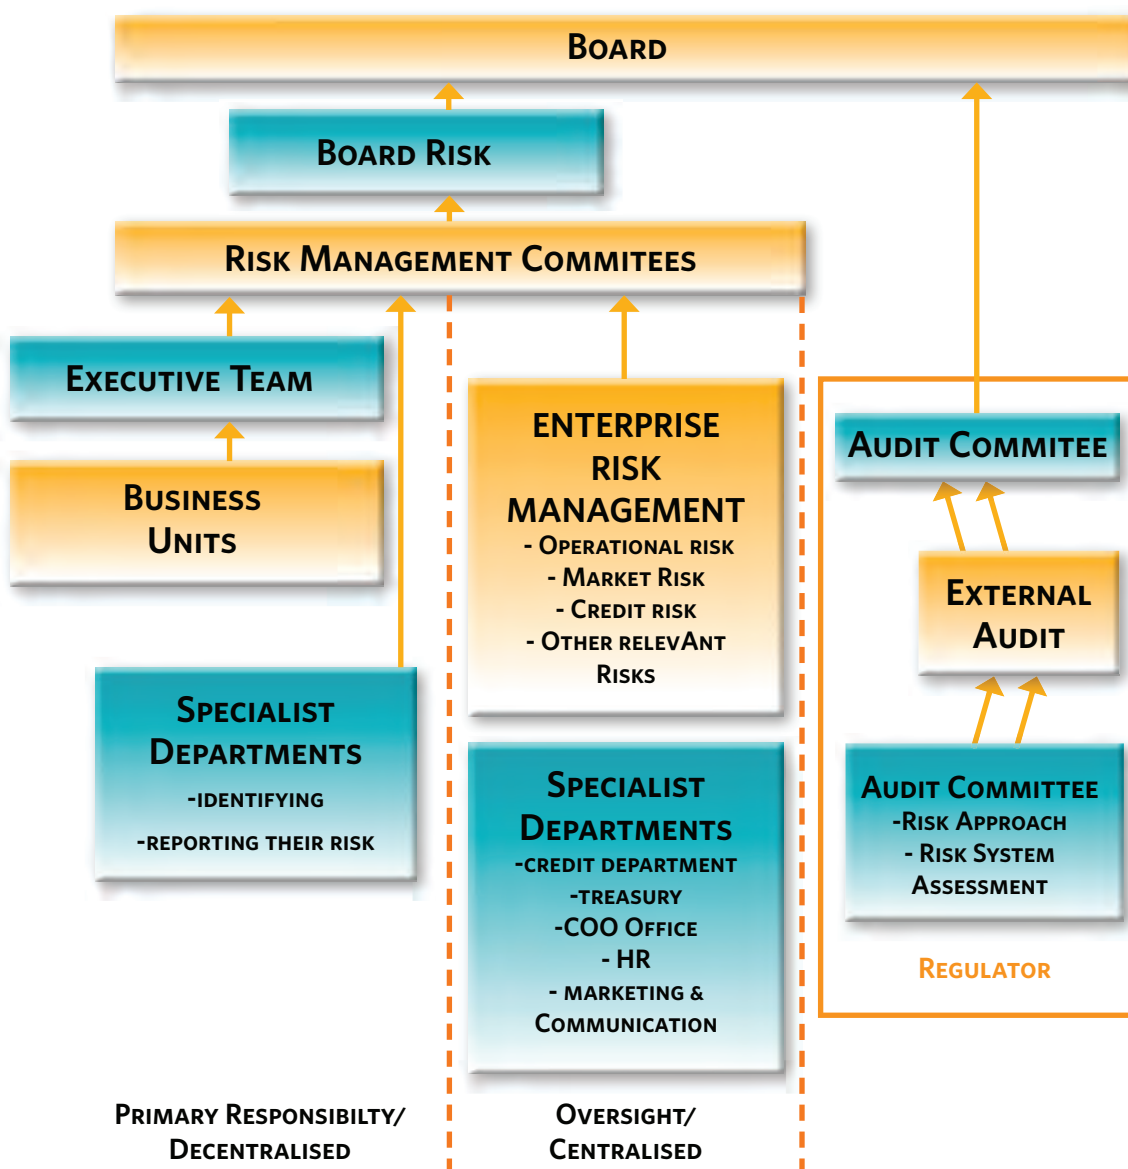 Board
Board Risk
Risk Management Commitees
Executive Team
Business
Units
Specialist
Departments
-identifying
-reporting their risk
Primary Responsibilty/
Decentralised
ENTERPRISE
RISK
MANAGEMENT
- Operational risk
- Market Risk
- Credit risk
- Other relevAnt
Risks
Specialist
Departments
-credit department
-treasury
-COO Office
- HR
- marketing &
Communication
Oversight/
Centralised
Audit Commitee
External
Audit
Audit Committee
-Risk Approach
- Risk System
Assessment
Regulator